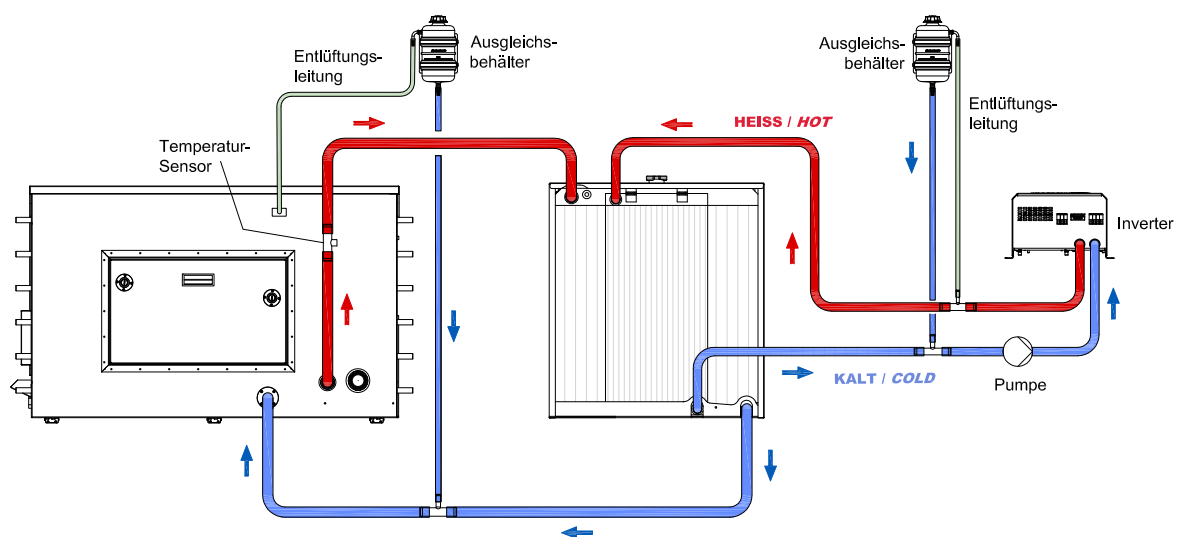 Ausgleichs-
behälter
Entlüftungs-
leitung
Temperatur-
Sensor
HEISS / HOT
Ausgleichs-
behälter
Entlüftungs-
leitung
Inverter
Pumpe
KALT / COLD